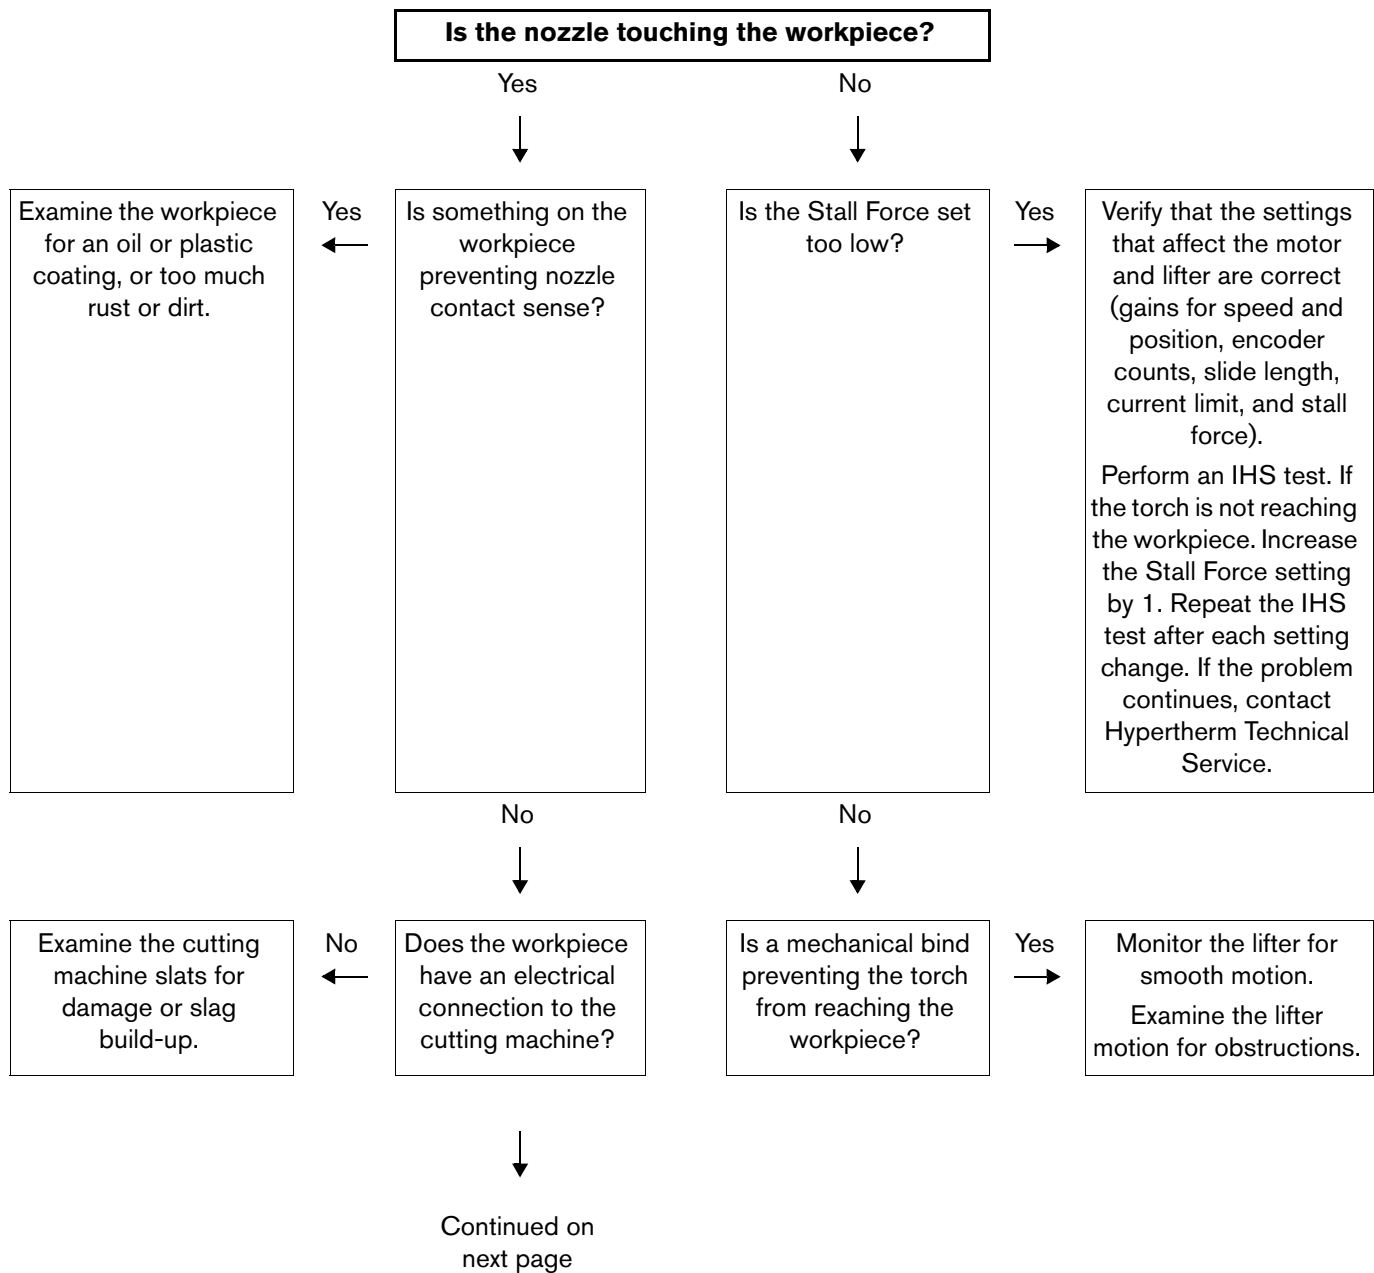 Is the nozzle touching the workpiece?
Yes
No
Examine the workpiece
for an oil or plastic
coating, or too much
rust or dirt.
Yes
Is something on the
workpiece
preventing nozzle
contact sense?
Is the Stall Force set
too low?
Yes
Verify that the settings
that affect the motor
and lifter are correct
(gains for speed and
position, encoder
counts, slide length,
current limit, and stall
force).
Perform an IHS test. If
the torch is not reaching
the workpiece. Increase
the Stall Force setting
by 1. Repeat the IHS
test after each setting
change. If the problem
continues, contact
Hypertherm Technical
Service.
No
No
Examine the cutting
machine slats for
damage or slag
build-up.
No
Does the workpiece
have an electrical
connection to the
cutting machine?
Is a mechanical bind
preventing the torch
from reaching the
workpiece?
Yes
Monitor the lifter for
smooth motion.
Examine the lifter
motion for obstructions.
Continued on
next page